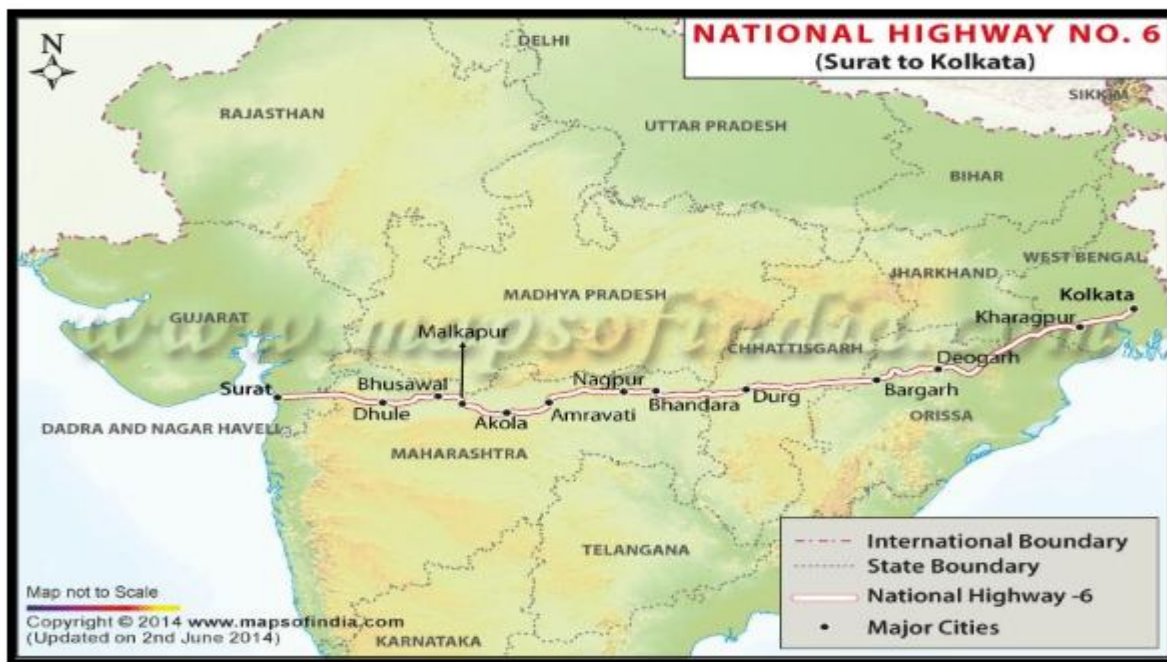 NATIONAL HIGHWAY NO. 6
(Surat to Kolkata)
N
DELHI
SIKKIM
RAJASTHAN
UTTAR PRADESH
BIHAR
WEST BENGAL
JHARKHAND
MADHYA PRADESH
Kolkata
GUJARAT
Kharagpur
www.mapsofindia.com
Malkapur
CHHATTISGARH
Deogarh
Surat
Bhusawal
Nagpur
Durg
Bargarh
Dhule
Akola
Amravati
Bhandara
ORISSA
DADRA AND NAGAR HAVELI
MAHARASHTRA
TELANGANA
International Boundary
State Boundary
National Highway -6
Major Cities
Map not to Scale
Copyright © 2014 www.mapsofindia.com
(Updated on 2nd June 2014)
KARNATAKA